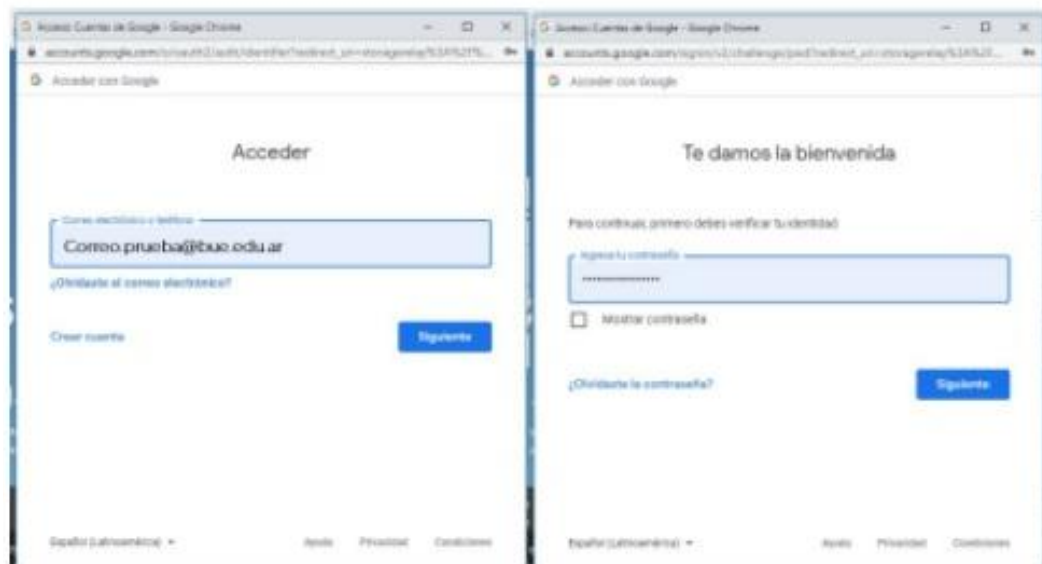 Acceso: Cuentas de Google - Google Chrome
accounts.google.com/
Acceder con Google
Acceder
Correo electrónico o teléfono
Correo.prueba@bue.edu.ar
¿Olvidaste el correo electrónico?
Crear cuenta
Siguiente
Español (Latinoamérica)
Ayuda Privacidad Condiciones
Acceso: Cuentas de Google - Google Chrome
accounts.google.com/
Acceder con Google
Te damos la bienvenida
Para continuar, primero debes verificar tu identidad
Ingresa tu contraseña
Mostrar contraseña
¿Olvidaste la contraseña?
Siguiente
Español (Latinoamérica)
Ayuda Privacidad Condiciones